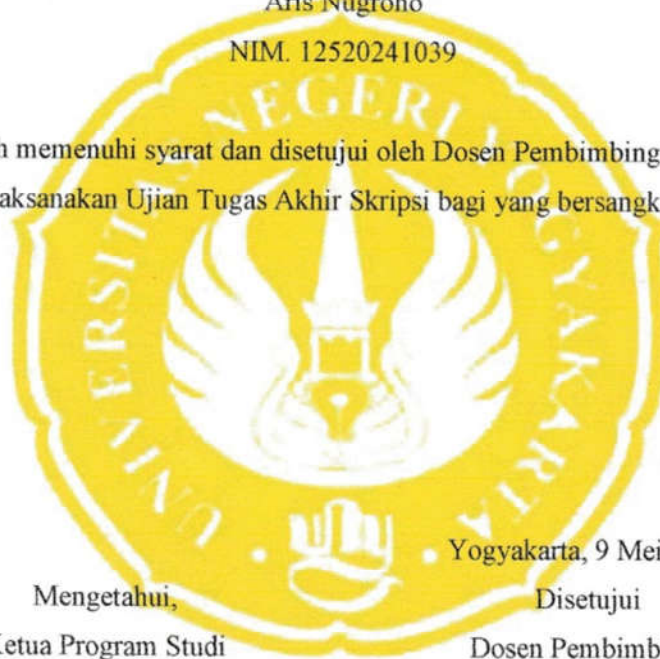 Aris Nugroho
NIM. 12520241039
UNIVERSITAS NEGERI YOGYAKARTA
h memenuhi syarat dan disetujui oleh Dosen Pembimbing
aksanakan Ujian Tugas Akhir Skripsi bagi yang bersangk
Yogyakarta, 9 Mei
Mengetahui,
Disetujui
Ketua Program Studi
Dosen Pembimb